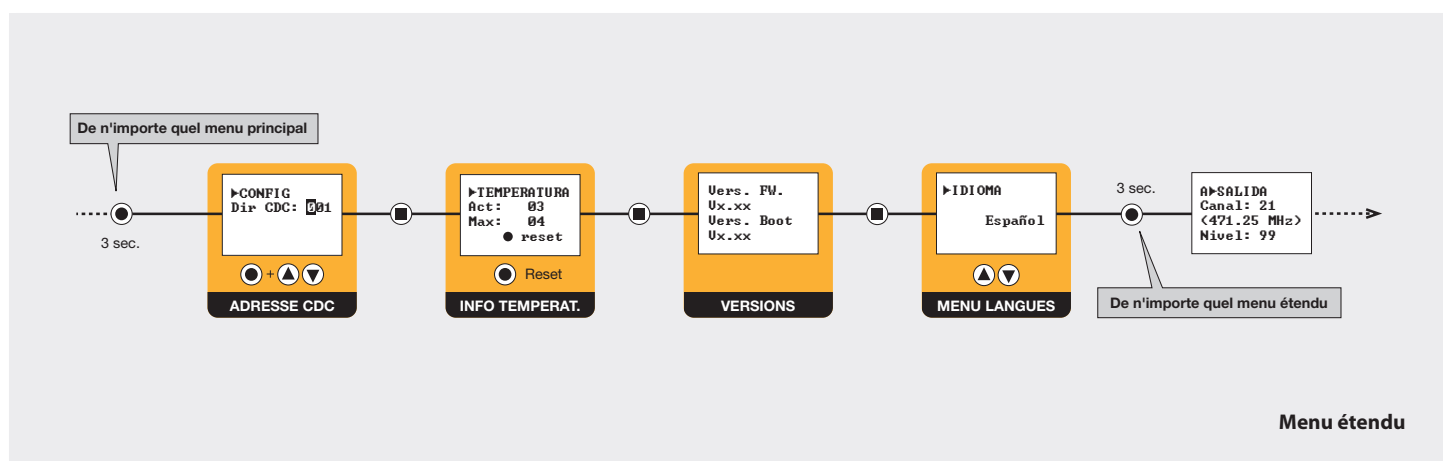 De n'importe quel menu principal
3 sec.
▶CONFIG
Dir CDC: 001
+
ADRESSE CDC
▶TEMPERATURA
Act: 03
Max: 04
● reset
Reset
INFO TEMPERAT.
Vers. FW.
Vx.xx
Vers. Boot
Vx.xx
VERSIONS
▶IDIOMA
Español
MENU LANGUES
3 sec.
De n'importe quel menu étendu
A▶SALIDA
Canal: 21
(471.25 MHz)
Nivel: 99
Menu étendu